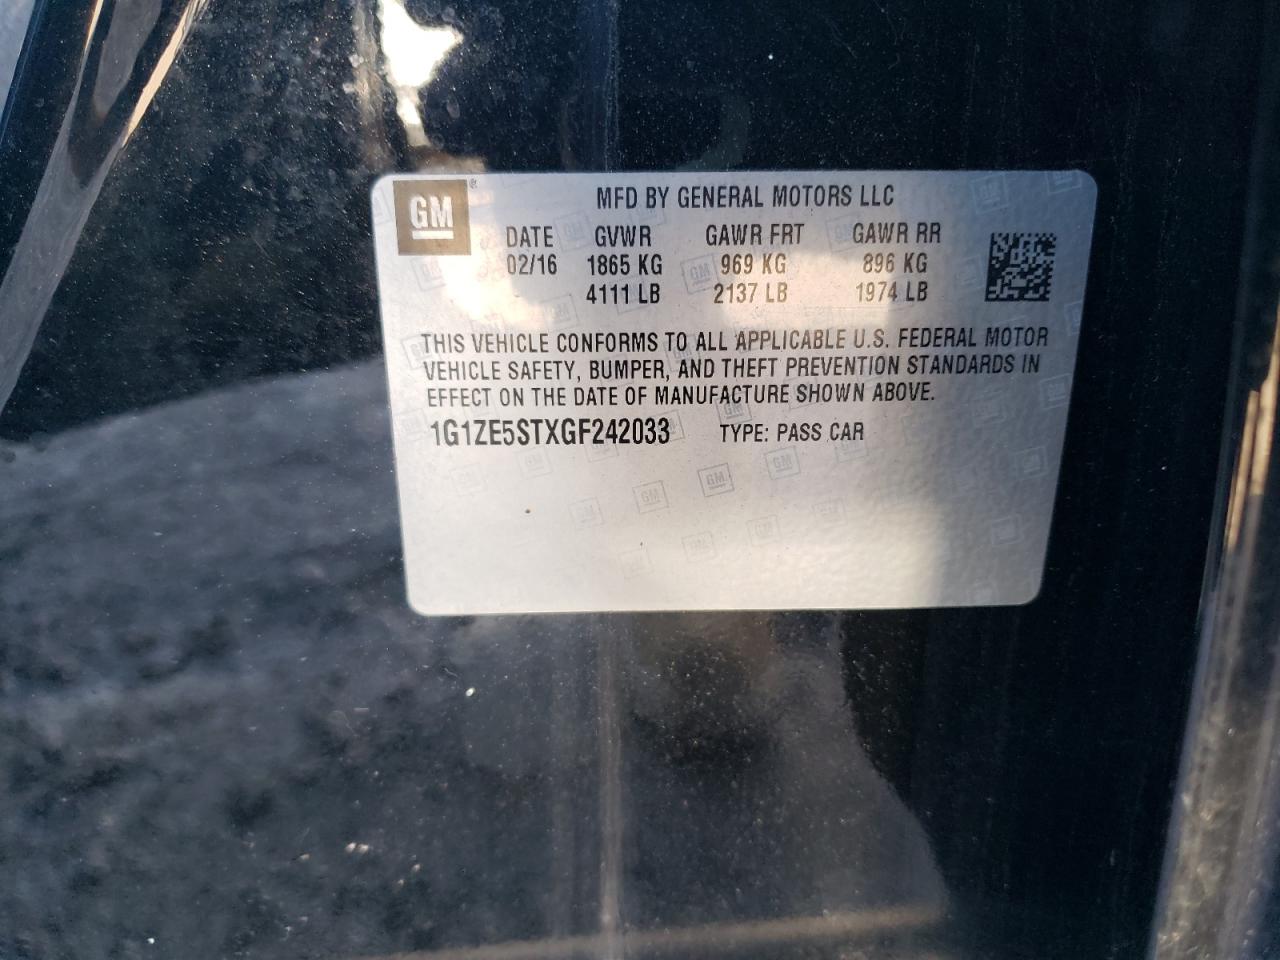 GM®
MFD BY GENERAL MOTORS LLC
DATE GVWR GAWR FRT GAWR RR
02/16 1865 KG 969 KG 896 KG
4111 LB 2137 LB 1974 LB
THIS VEHICLE CONFORMS TO ALL APPLICABLE U.S. FEDERAL MOTOR
VEHICLE SAFETY, BUMPER, AND THEFT PREVENTION STANDARDS IN
EFFECT ON THE DATE OF MANUFACTURE SHOWN ABOVE.
1G1ZE5STXGF242033 TYPE: PASS CAR